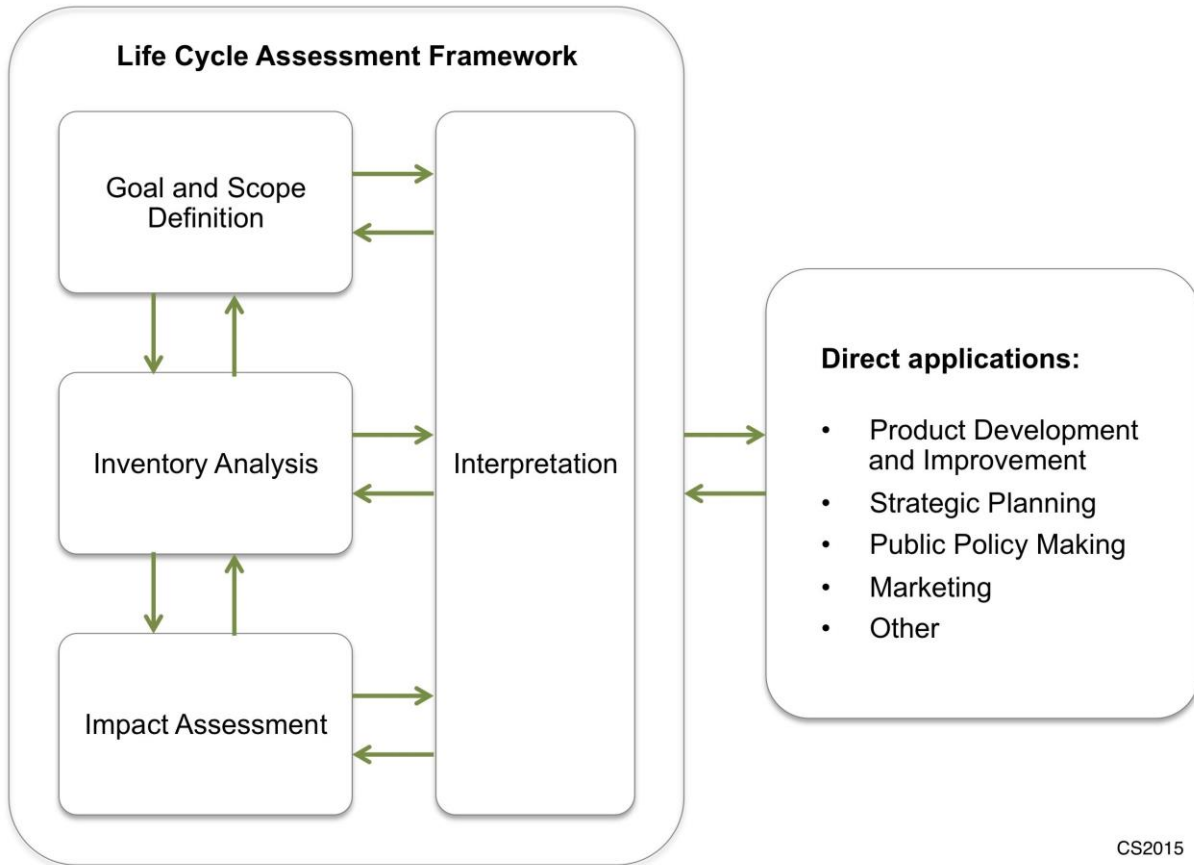 Life Cycle Assessment Framework
Goal and Scope
Definition
Inventory Analysis
Impact Assessment
Interpretation
Direct applications:
• Product Development
and Improvement
• Strategic Planning
• Public Policy Making
• Marketing
• Other
CS2015